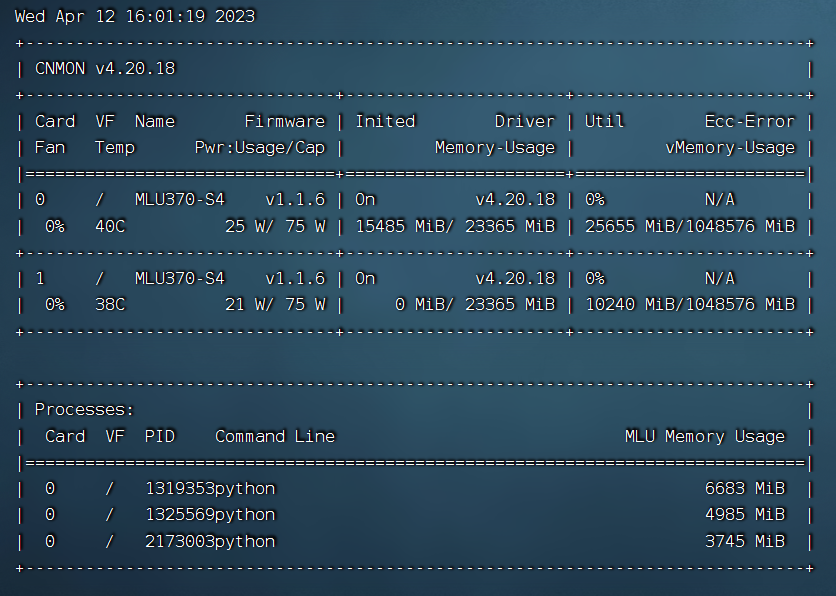 Wed Apr 12 16:01:19 2023
+-------------------------------+----------------------+-----------------------+
| CNMON v4.20.18                                                               |
+-------------------------------+----------------------+-----------------------+
| Card  VF  Name       Firmware | Inited        Driver | Util        Ecc-Error |
| Fan   Temp      Pwr:Usage/Cap |         Memory-Usage |         vMemory-Usage |
|===============================+======================+=======================|
| 0     /   MLU370-S4    v1.1.6 | On          v4.20.18 | 0%          N/A       |
|  0%   40C          25 W/ 75 W | 15485 MiB/ 23365 MiB | 25655 MiB/1048576 MiB |
+-------------------------------+----------------------+-----------------------+
| 1     /   MLU370-S4    v1.1.6 | On          v4.20.18 | 0%          N/A       |
|  0%   38C          21 W/ 75 W |     0 MiB/ 23365 MiB | 10240 MiB/1048576 MiB |
+-------------------------------+----------------------+-----------------------+
+------------------------------------------------------------------------------+
| Processes:                                                                   |
|  Card  VF  PID    Command Line                             MLU Memory Usage  |
|==============================================================================|
|  0     /   1319353python                                           6683 MiB  |
|  0     /   1325569python                                           4985 MiB  |
|  0     /   2173003python                                           3745 MiB  |
+------------------------------------------------------------------------------+